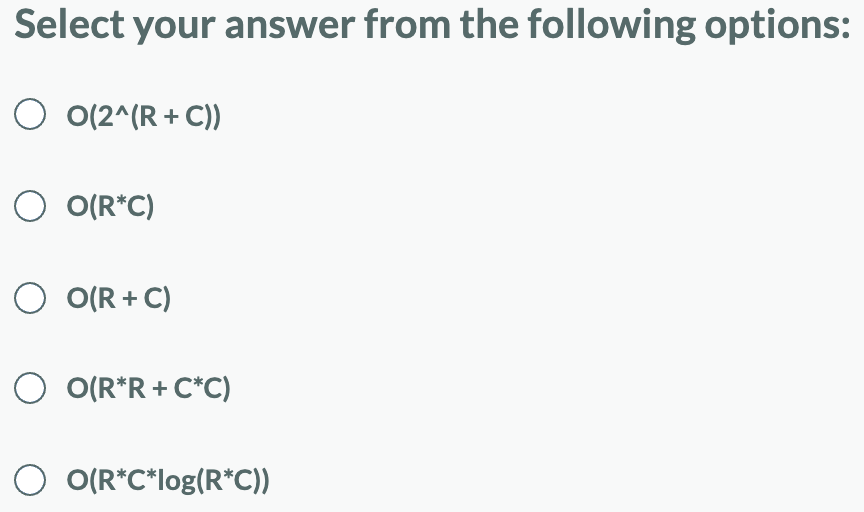 Select your answer from the following options:
O(2^(R + C))
O(R*C)
O(R + C)
O(R*R + C*C)
O(R*C*log(R*C))